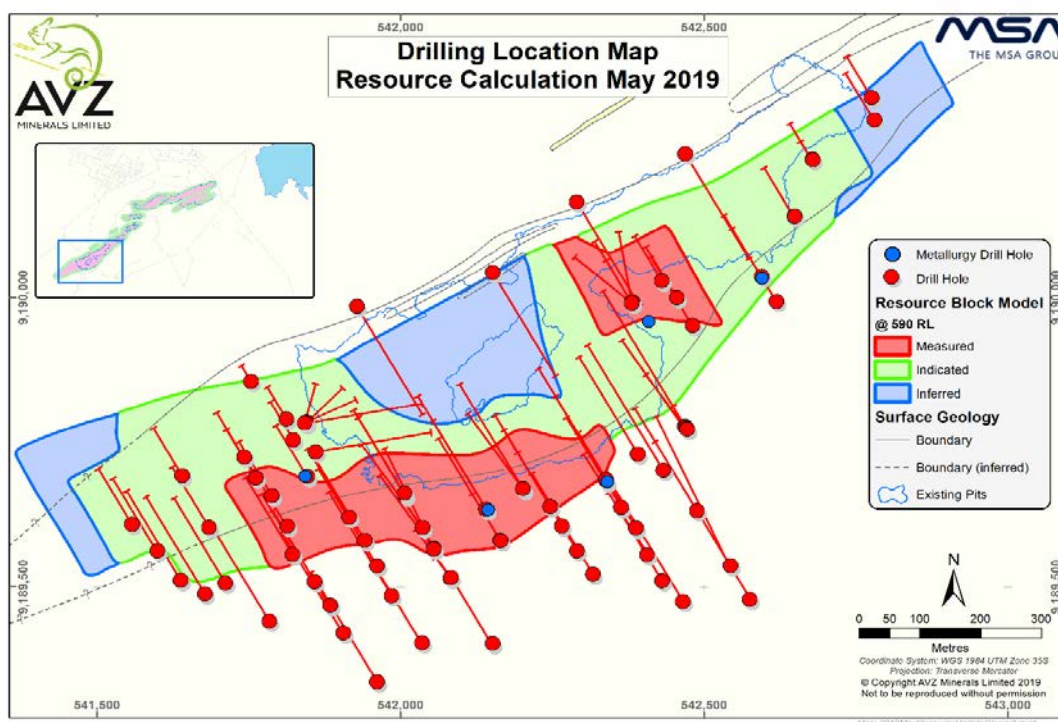 542,000
542,500
AVZ
MINERALS LIMITED
Drilling Location Map
Resource Calculation May 2019
MSA
THE MSA GROUP
9,190,000
9,190,000
Metallurgy Drill Hole
Drill Hole
Resource Block Model
@ 590 RL
Measured
Indicated
Inferred
Surface Geology
Boundary
Boundary (inferred)
Existing Pits
9,189,500
9,189,500
N
0 50 100 200 300
Metres
Coordinate System: WGS 1984 UTM Zone 35S
Projection: Transverse Mercator
© Copyright AVZ Minerals Limited 2019
Not to be reproduced without permission
541,500
542,000
542,500
543,000